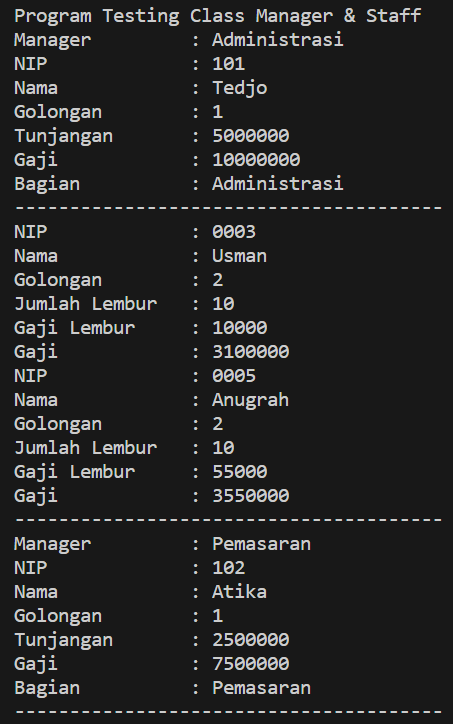 Program Testing Class Manager & Staff
Manager         : Administrasi
NIP             : 101
Nama            : Tedjo
Golongan        : 1
Tunjangan       : 5000000
Gaji            : 10000000
Bagian          : Administrasi
---------------------------------------
NIP             : 0003
Nama            : Usman
Golongan        : 2
Jumlah Lembur   : 10
Gaji Lembur     : 10000
Gaji            : 3100000
NIP             : 0005
Nama            : Anugrah
Golongan        : 2
Jumlah Lembur   : 10
Gaji Lembur     : 55000
Gaji            : 3550000
---------------------------------------
Manager         : Pemasaran
NIP             : 102
Nama            : Atika
Golongan        : 1
Tunjangan       : 2500000
Gaji            : 7500000
Bagian          : Pemasaran
---------------------------------------